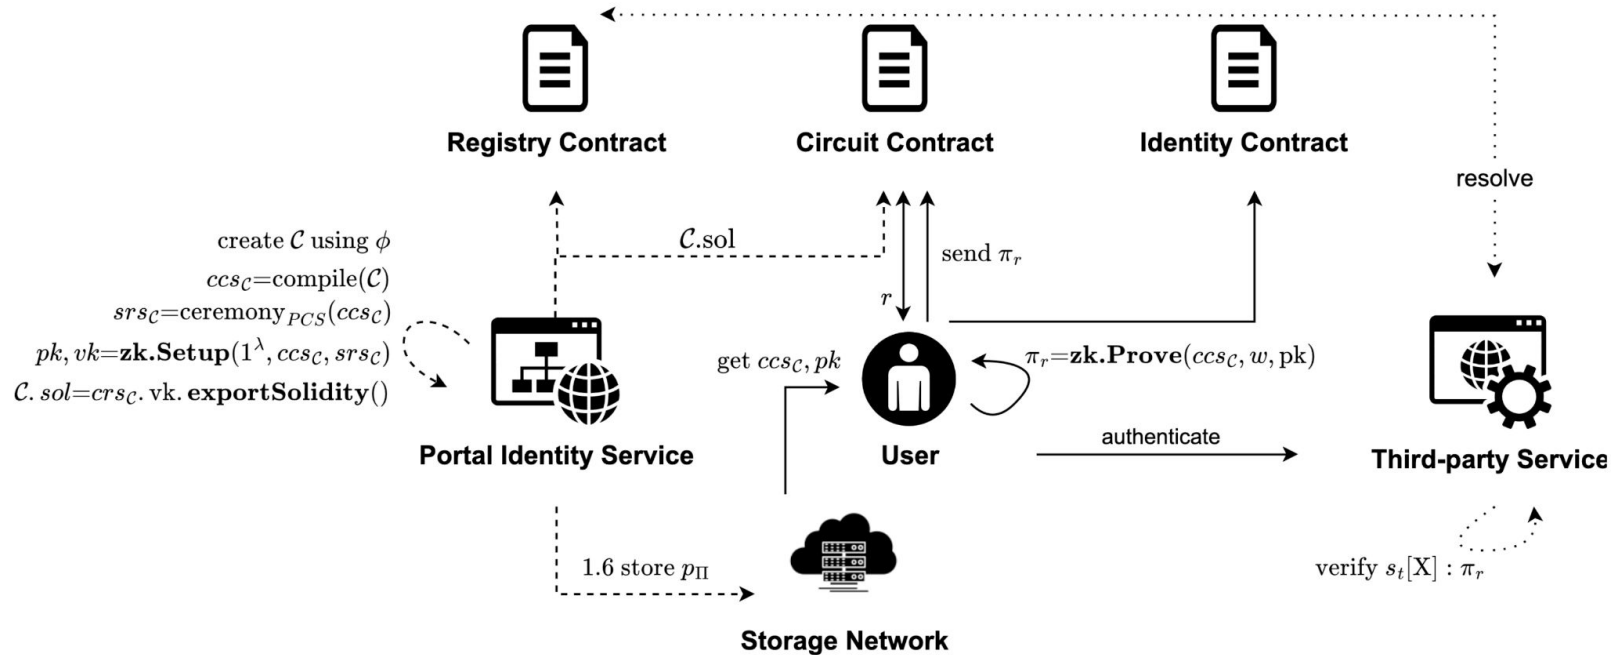 Registry Contract
Circuit Contract
Identity Contract
resolve
create 𝒞 using ϕ
ccs_𝒞=compile(𝒞)
srs_𝒞=ceremony_PCS(ccs_𝒞)
pk, vk=zk.Setup(1^λ, ccs_𝒞, srs_𝒞)
𝒞. sol=crs_𝒞. vk. exportSolidity()
𝒞.sol
r
send π_r
get ccs_𝒞, pk
π_r=zk.Prove(ccs_𝒞, w, pk)
authenticate
Portal Identity Service
User
Third-party Service
1.6 store p_Π
verify s_t[X] : π_r
Storage Network